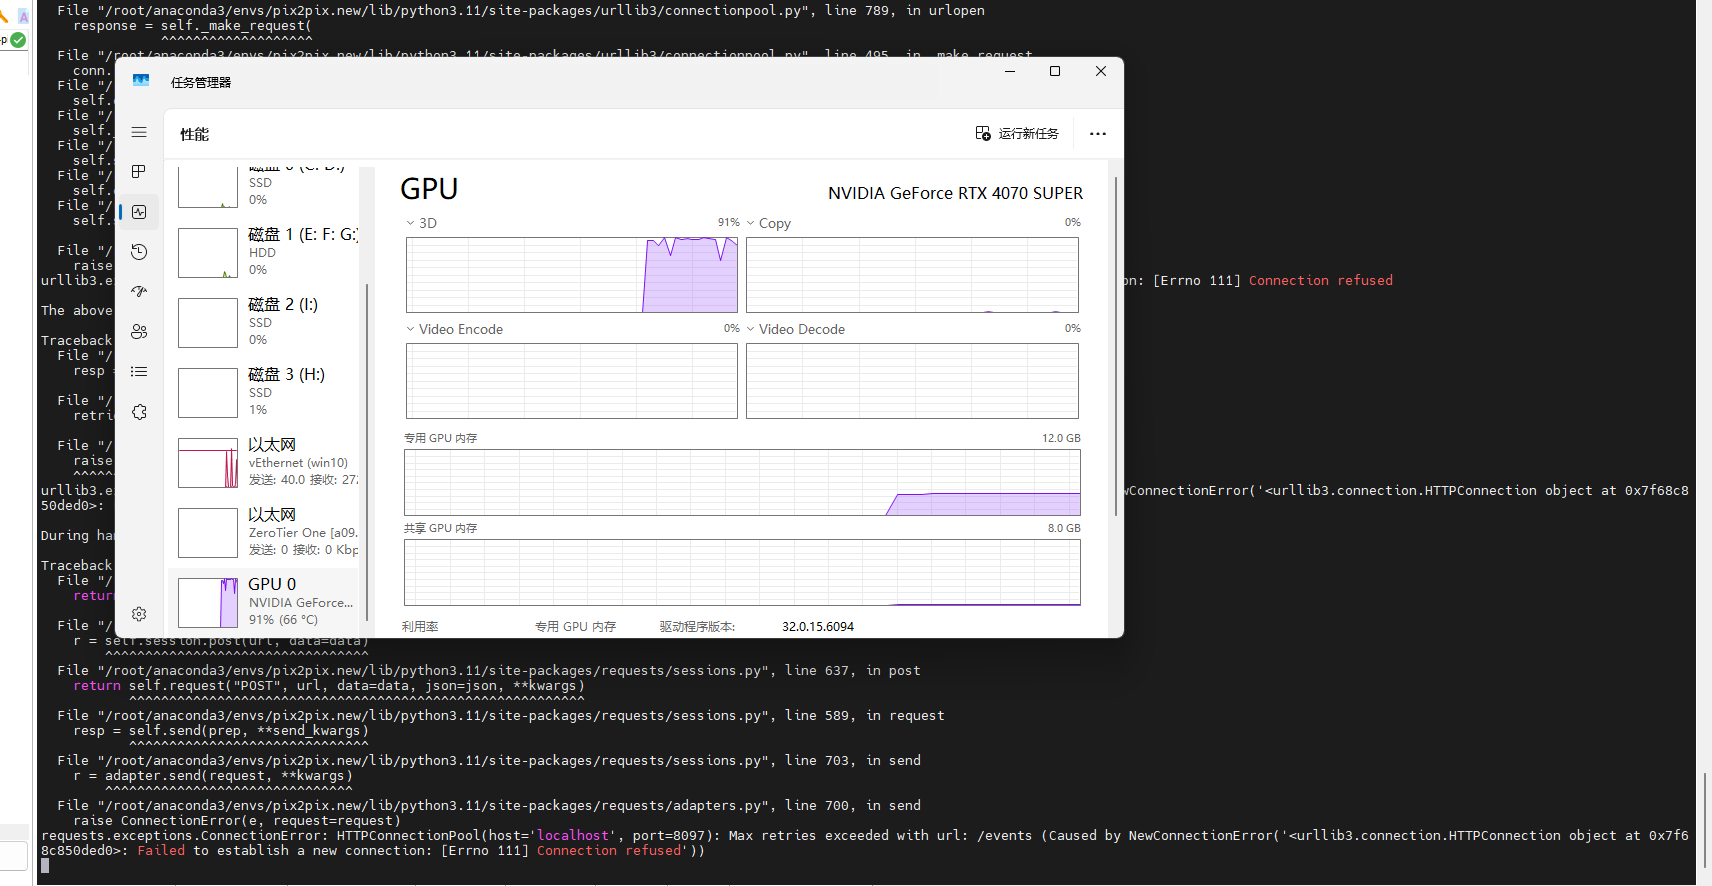 File "/root/anaconda3/envs/pix2pix.new/lib/python3.11/site-packages/urllib3/connectionpool.py", line 789, in urlopen
response = self._make_request(
^^^^^^^^^^^^^^^^^^^
File "/root/anaconda3/envs/pix2pix.new/lib/python3.11/site-packages/urllib3/connectionpool.py", line 495, in _make_request
conn.
File "/
self.
File "/
self._
File "/
self.s
File "/
self.
File "/
self.s
File "/
raise
urllib3.e
on: [Errno 111] Connection refused
The above
Traceback
File "/
resp =
File "/
retri
File "/
raise
^^^^^
urllib3.e
wConnectionError('<urllib3.connection.HTTPConnection object at 0x7f68c8
50ded0>:
During ha
Traceback
File "/
retur
File "/
任务管理器
性能
运行新任务
磁盘 0 (C: D:)
SSD
0%
磁盘 1 (E: F: G:)
HDD
0%
磁盘 2 (I:)
SSD
0%
磁盘 3 (H:)
SSD
1%
以太网
vEthernet (win10)
发送: 40.0 接收: 272
以太网
ZeroTier One [a09.
发送: 0 接收: 0 Kbp
GPU 0
NVIDIA GeForce...
91% (66 °C)
GPU
NVIDIA GeForce RTX 4070 SUPER
3D 91%
Copy 0%
Video Encode 0%
Video Decode 0%
专用 GPU 内存 12.0 GB
共享 GPU 内存 8.0 GB
利用率 专用 GPU 内存 驱动程序版本: 32.0.15.6094
r = self.session.post(url, data=data)
^^^^^^^^^^^^^^^^^^^^^^^^^^^^^^^^^
File "/root/anaconda3/envs/pix2pix.new/lib/python3.11/site-packages/requests/sessions.py", line 637, in post
return self.request("POST", url, data=data, json=json, **kwargs)
^^^^^^^^^^^^^^^^^^^^^^^^^^^^^^^^^^^^^^^^^^^^^^^^^^^^^^^^^
File "/root/anaconda3/envs/pix2pix.new/lib/python3.11/site-packages/requests/sessions.py", line 589, in request
resp = self.send(prep, **send_kwargs)
^^^^^^^^^^^^^^^^^^^^^^^^^^^^^^
File "/root/anaconda3/envs/pix2pix.new/lib/python3.11/site-packages/requests/sessions.py", line 703, in send
r = adapter.send(request, **kwargs)
^^^^^^^^^^^^^^^^^^^^^^^^^^^^^^^
File "/root/anaconda3/envs/pix2pix.new/lib/python3.11/site-packages/requests/adapters.py", line 700, in send
raise ConnectionError(e, request=request)
requests.exceptions.ConnectionError: HTTPConnectionPool(host='localhost', port=8097): Max retries exceeded with url: /events (Caused by NewConnectionError('<urllib3.connection.HTTPConnection object at 0x7f6
8c850ded0>: Failed to establish a new connection: [Errno 111] Connection refused'))